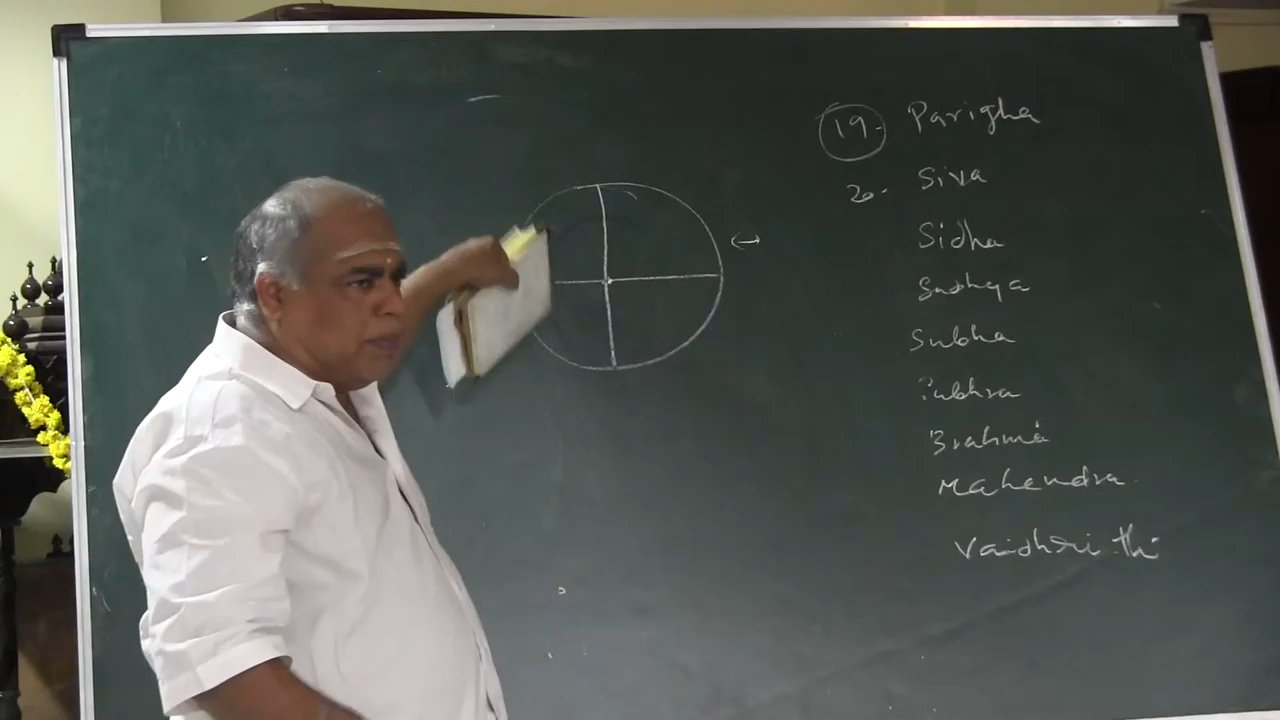 19. Parigha
20. Siva
Sidha
Sadhya
Subha
Subhra
Brahma
Mahendra
Vaidhrithi